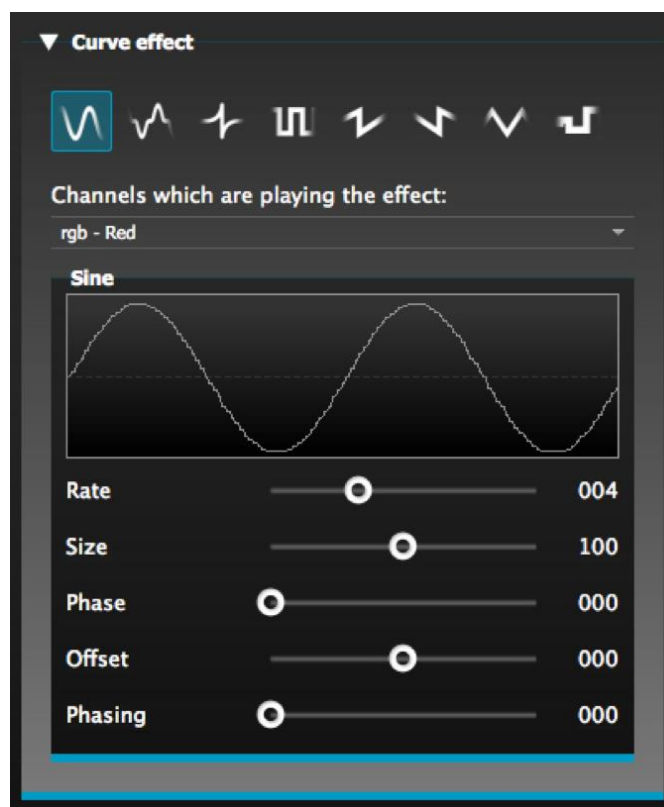 Curve effect
Channels which are playing the effect:
rgb - Red
Sine
Rate 004
Size 100
Phase 000
Offset 000
Phasing 000